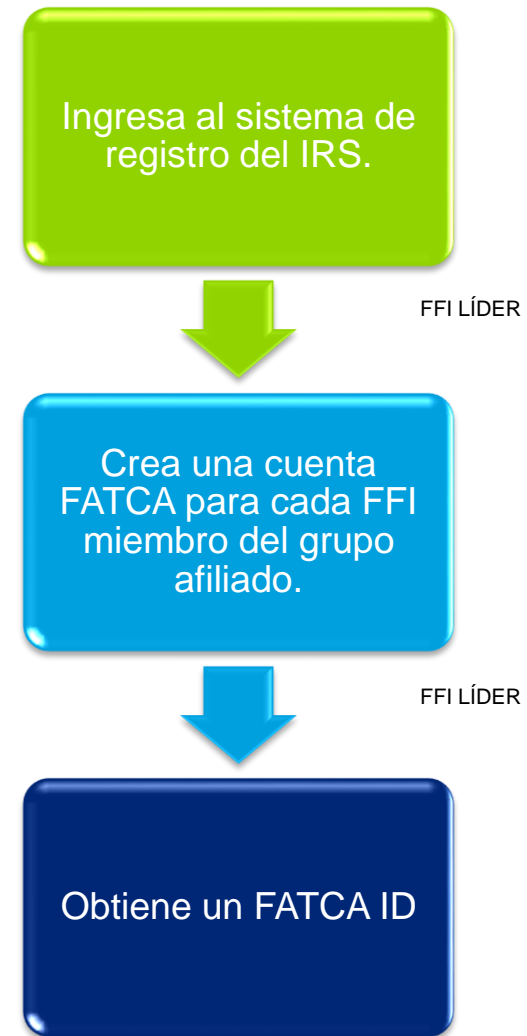 Ingresa al sistema de
registro del IRS.
FFI LÍDER
Crea una cuenta
FATCA para cada FFI
miembro del grupo
afiliado.
FFI LÍDER
Obtiene un FATCA ID